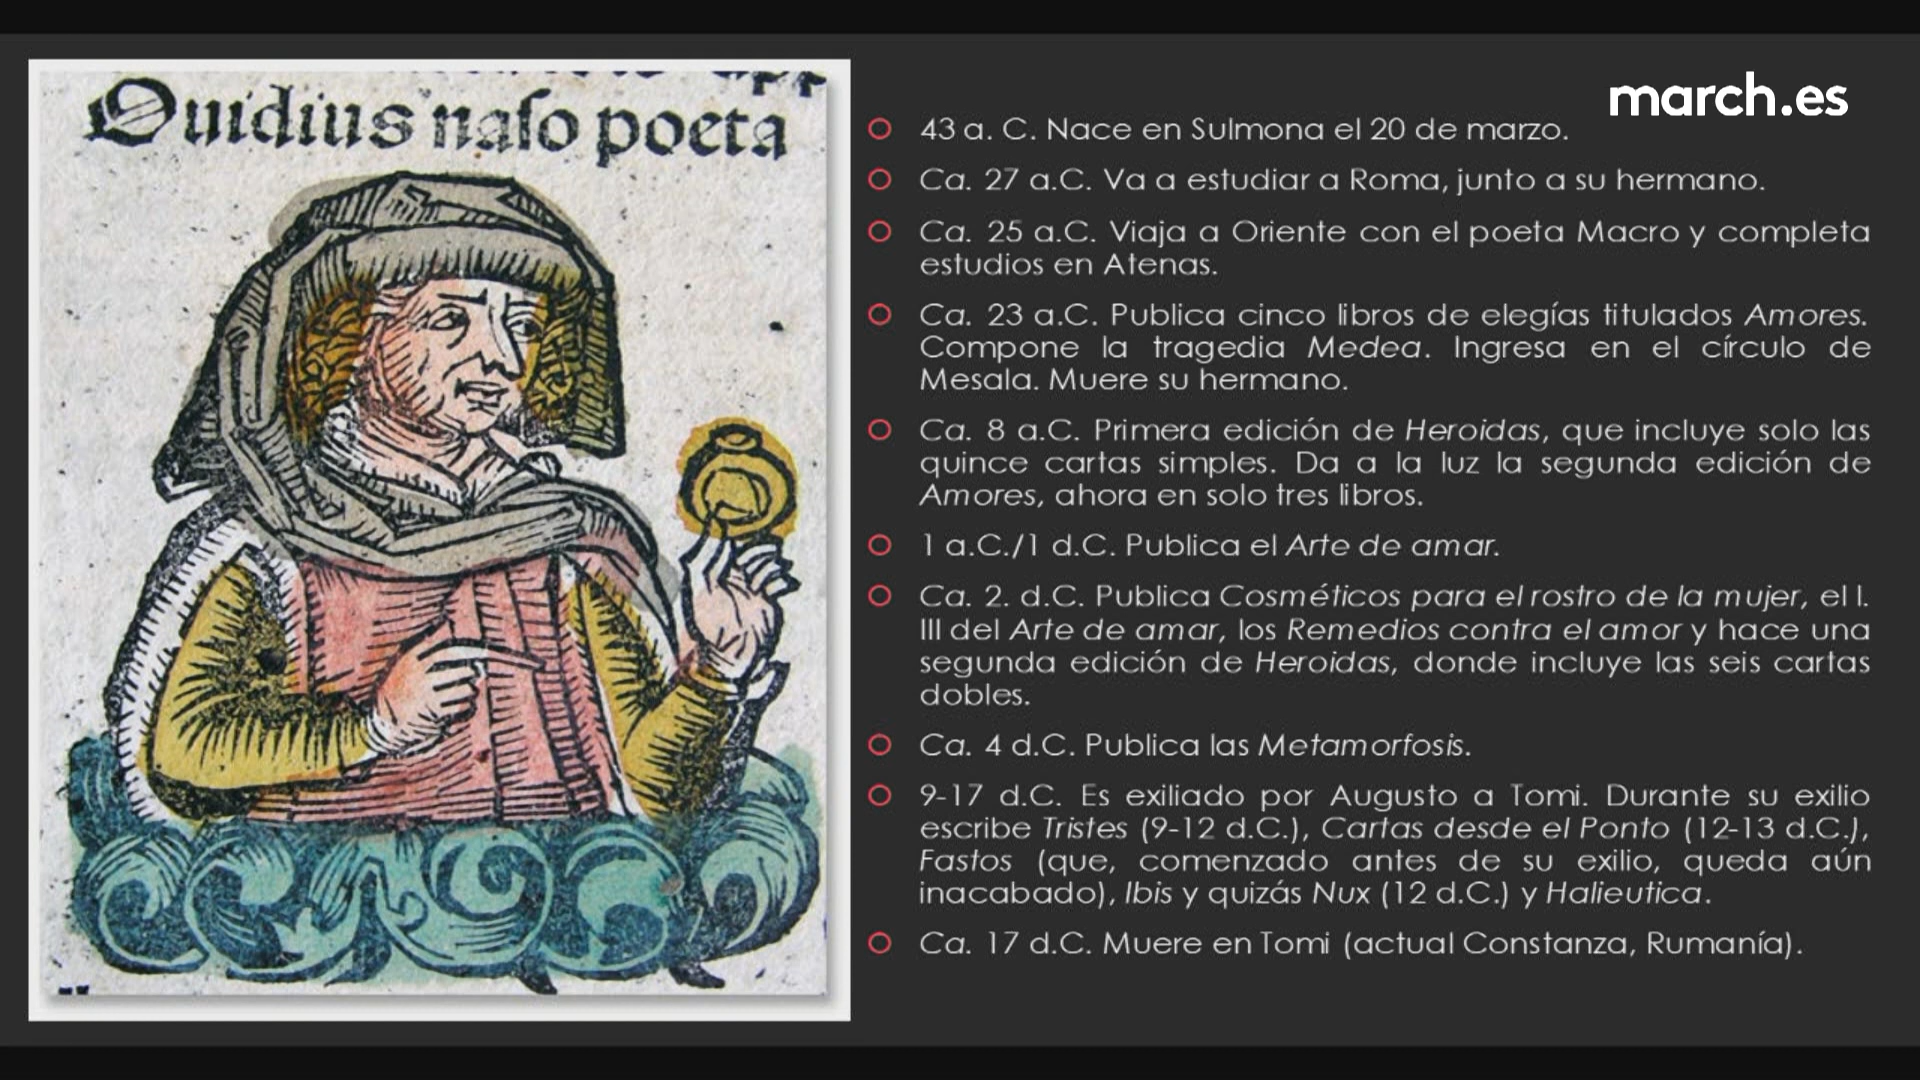 Ouidius naso poeta
march.es
43 a. C. Nace en Sulmona el 20 de marzo.
Ca. 27 a.C. Va a estudiar a Roma, junto a su hermano.
Ca. 25 a.C. Viaja a Oriente con el poeta Macro y completa
estudios en Atenas.
Ca. 23 a.C. Publica cinco libros de elegías titulados Amores.
Compone la tragedia Medea. Ingresa en el círculo de
Mesala. Muere su hermano.
Ca. 8 a.C. Primera edición de Heroidas, que incluye solo las
quince cartas simples. Da a la luz la segunda edición de
Amores, ahora en solo tres libros.
1 a.C./1 d.C. Publica el Arte de amar.
Ca. 2. d.C. Publica Cosméticos para el rostro de la mujer, el l.
III del Arte de amar, los Remedios contra el amor y hace una
segunda edición de Heroidas, donde incluye las seis cartas
dobles.
Ca. 4 d.C. Publica las Metamorfosis.
9-17 d.C. Es exiliado por Augusto a Tomi. Durante su exilio
escribe Tristes (9-12 d.C.), Cartas desde el Ponto (12-13 d.C.),
Fastos (que, comenzado antes de su exilio, queda aún
inacabado), Ibis y quizás Nux (12 d.C.) y Halieutica.
Ca. 17 d.C. Muere en Tomi (actual Constanza, Rumanía).